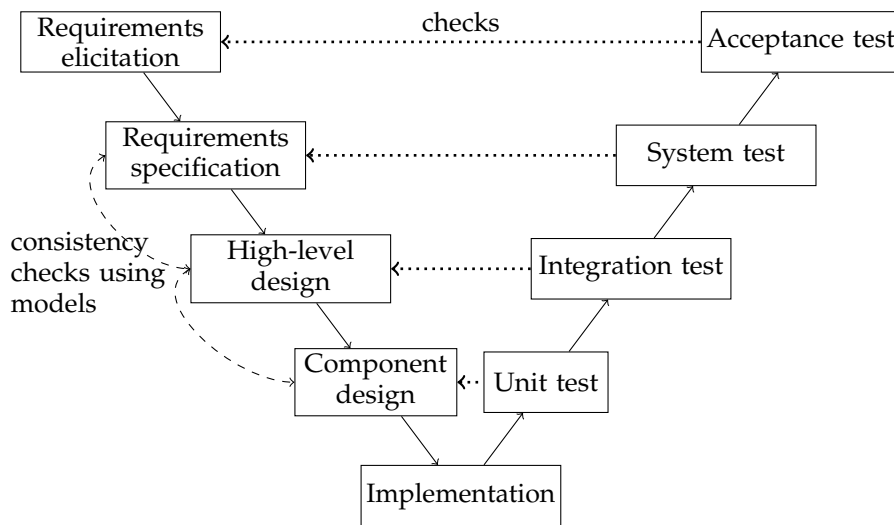 Requirements
elicitation
checks
Acceptance test
Requirements
specification
System test
consistency
checks using
models
High-level
design
Integration test
Component
design
Unit test
Implementation